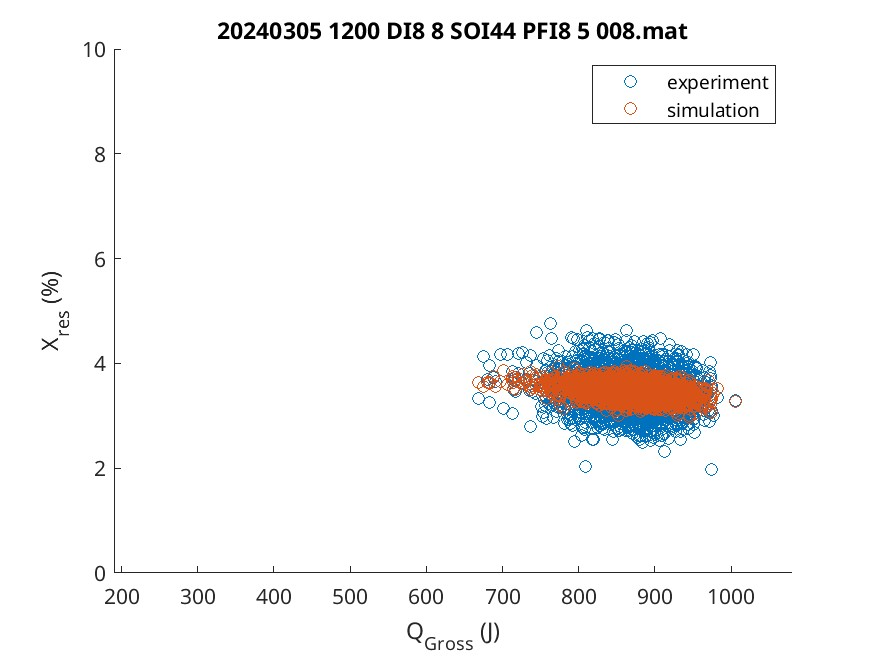 20240305 1200 DI8 8 SOI44 PFI8 5 008.mat
experiment
simulation
10
8
6
4
2
0
X_res (%)
200 300 400 500 600 700 800 900 1000
Q_Gross (J)